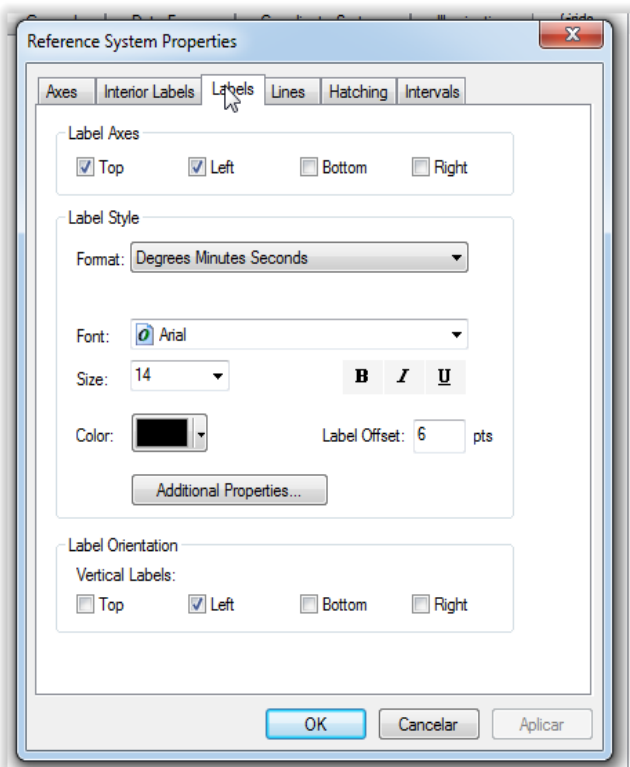 Reference System Properties
Axes Interior Labels Labels Lines Hatching Intervals
Label Axes
Top Left Bottom Right
Label Style
Format: Degrees Minutes Seconds
Font: Arial
Size: 14 B I U
Color: Label Offset: 6 pts
Additional Properties...
Label Orientation
Vertical Labels:
Top Left Bottom Right
OK Cancelar Aplicar